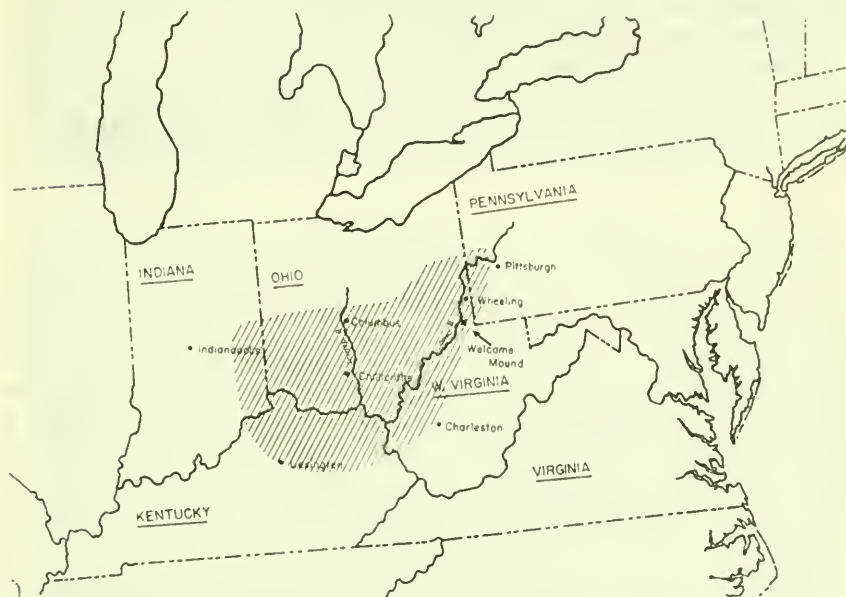 PENNSYLVANIA
INDIANA
OHIO
Pittsburgh
Wheeling
Columbus
Indianapolis
Welcome
Mound
Chillicothe
W. VIRGINIA
Charleston
Lexington
VIRGINIA
KENTUCKY